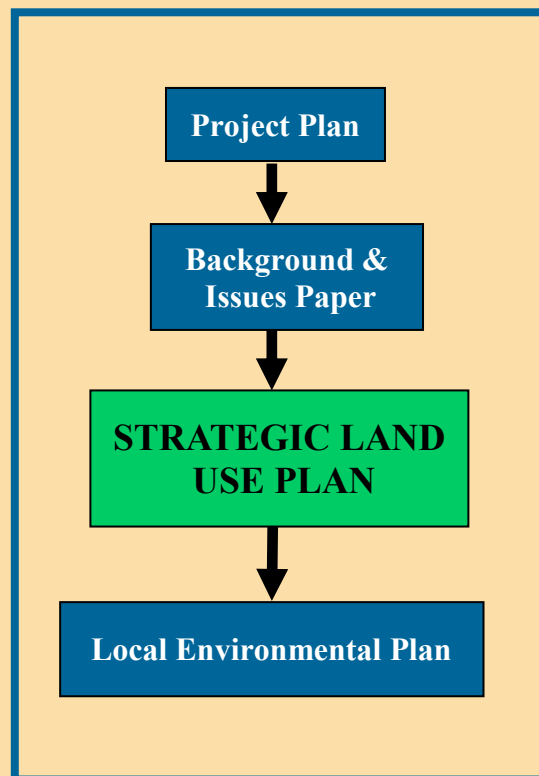 Project Plan
Background &
Issues Paper
STRATEGIC LAND
USE PLAN
Local Environmental Plan